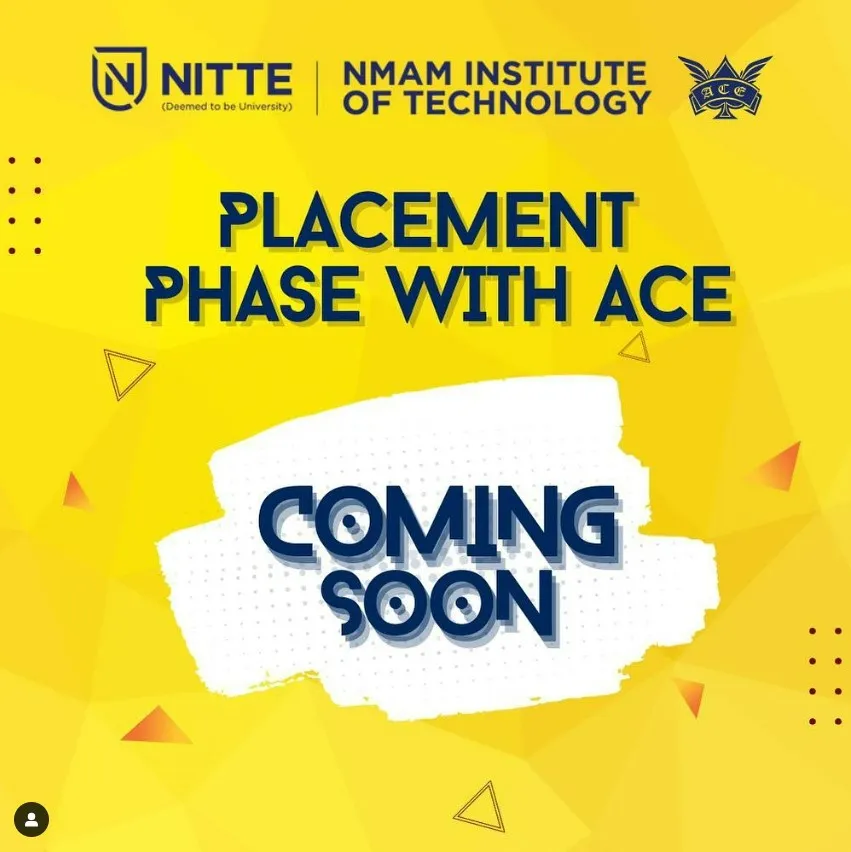 NITTE
(Deemed to be University)
NMAM INSTITUTE
OF TECHNOLOGY
ACE
PLACEMENT
PHASE WITH ACE
COMING
SOON